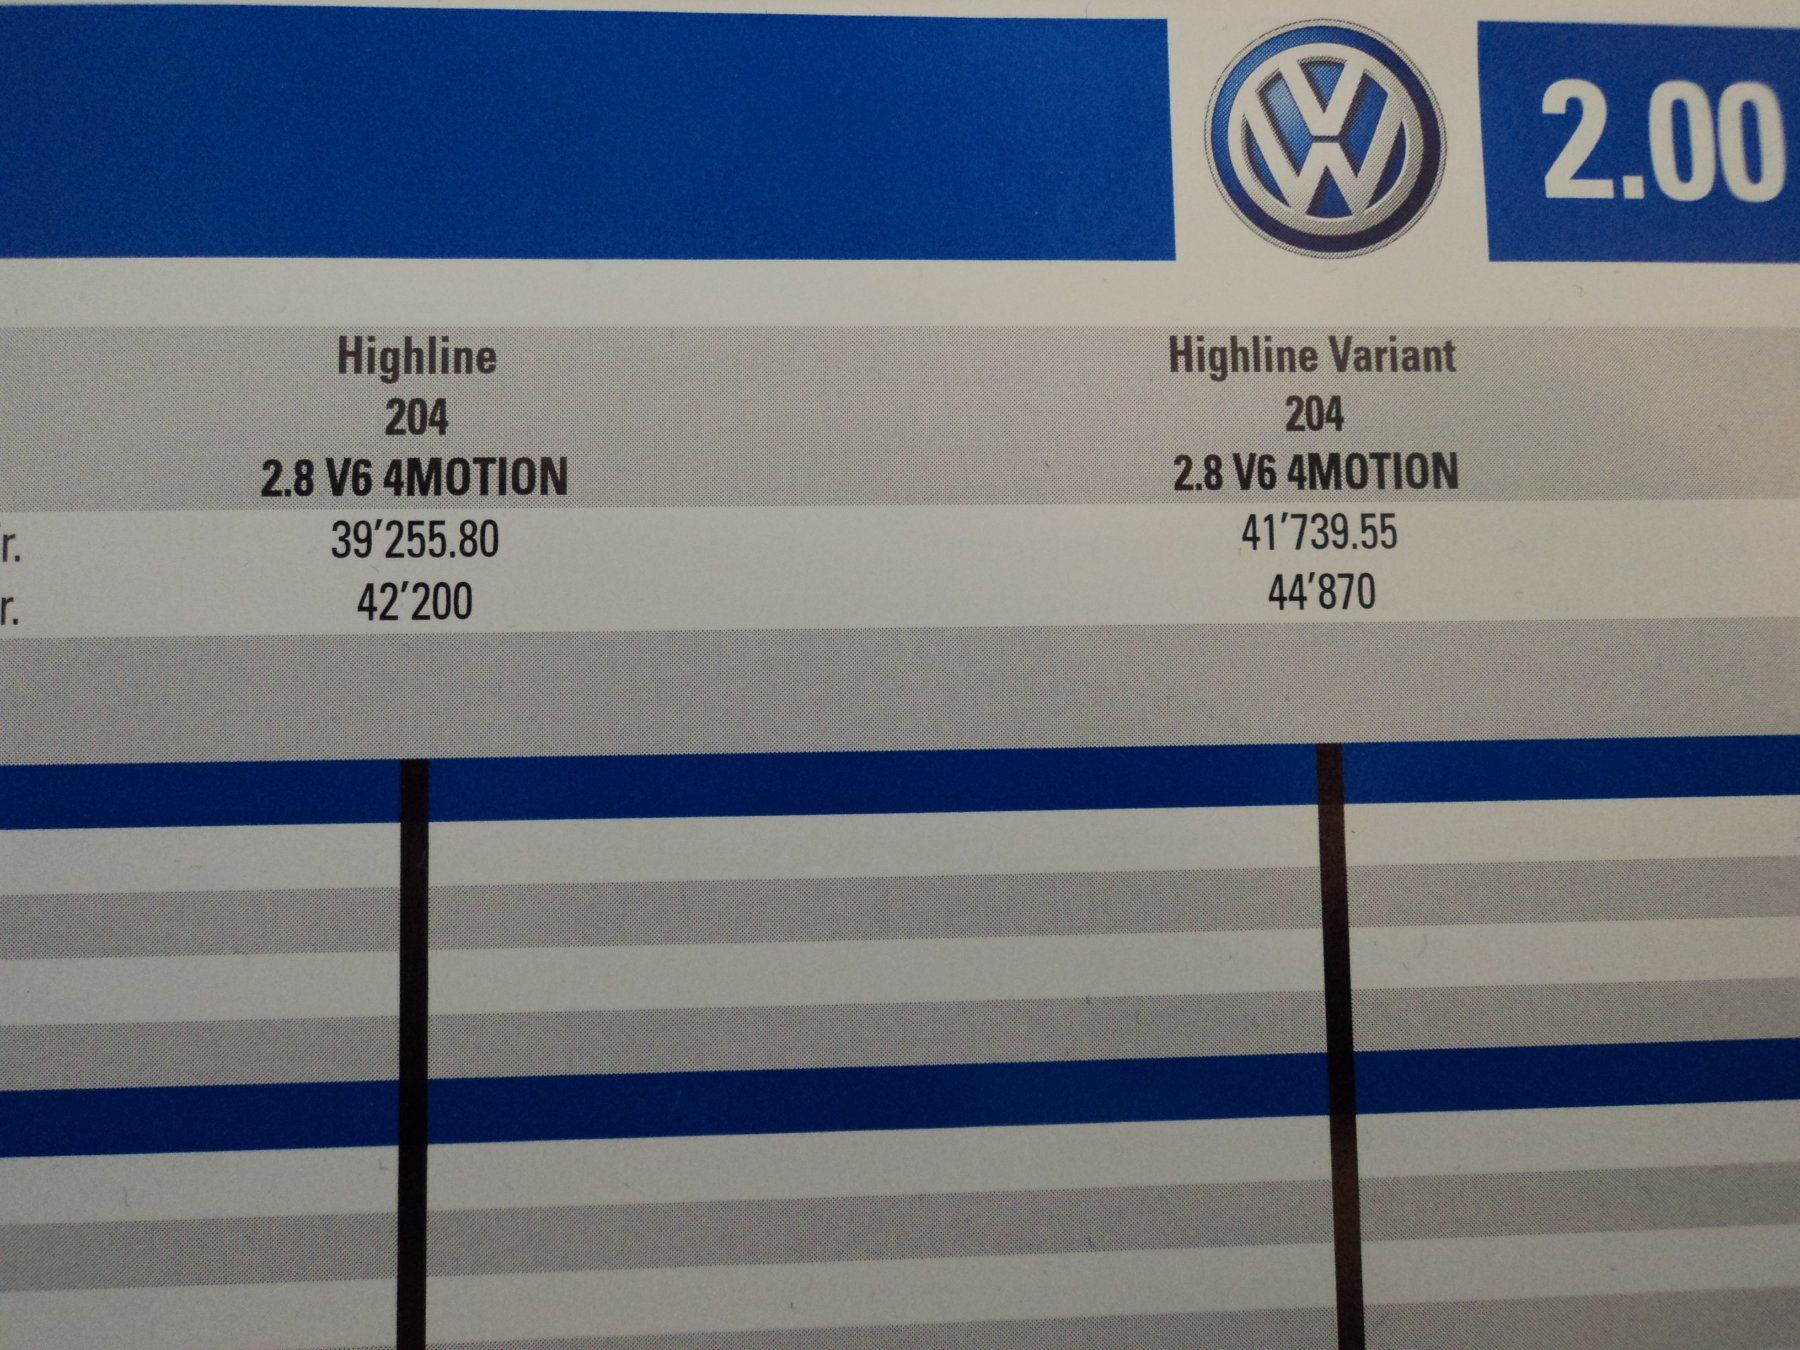 2.00
Highline Highline Variant
204 204
2.8 V6 4MOTION 2.8 V6 4MOTION
r. 39’255.80 41’739.55
r. 42’200 44’870